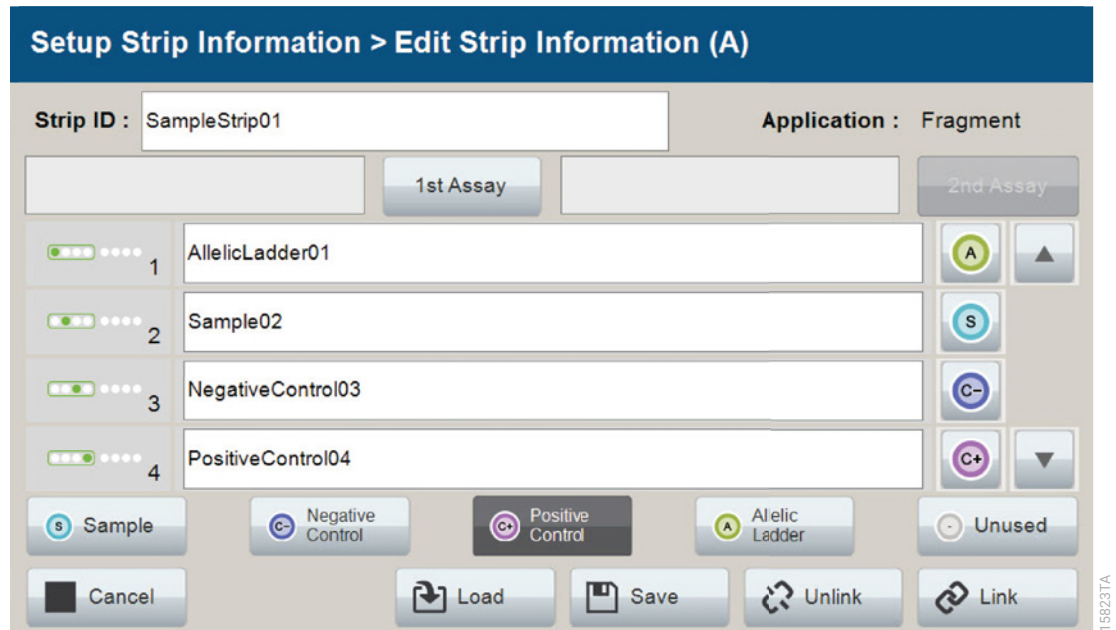 Setup Strip Information > Edit Strip Information (A)
Strip ID : SampleStrip01 Application : Fragment
1st Assay 2nd Assay
1 AllelicLadder01 A
2 Sample02 S
3 NegativeControl03 C-
4 PositiveControl04 C+
S Sample
C- Negative
Control
C+ Positive
Control
A Allelic
Ladder
- Unused
Cancel Load Save Unlink Link
15823TA